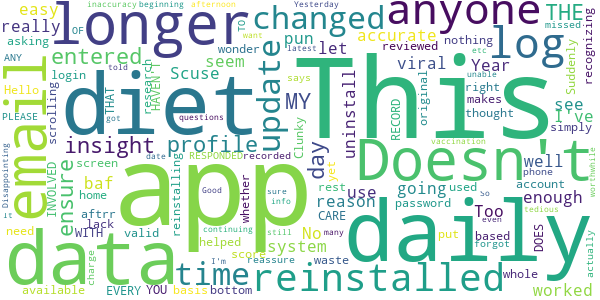 inaccuracy beginning afternoon Yesterday
longer changed anyone
easy To missed THE
really OF want pun log
asking entered wonder accurate
ANY nothing recognizing
Scuse let reviewed latest
email diet update viral Year etc
Hello login seem MY says unable
THAT This right
told research HAVEN'T uninstall makes original
PLEASE got thought see
scrolling insight profile Clunky RECORD I've
Disappointing ensure INVOLVED questions day simply
RESPONDED recorded yet Doesn't
screen date whether vaccination
baf reinstalling app use going well phone
home Good sure rest used enough account
it aftrr info reason password So even
need lack WITH continuing still CARE Too DOES tedious
data valid helped No based forgot daily
charge system put worthwhile
time score reassure waste
available EVERY YOU basis I'm many reinstalled whole actually
bottom worked